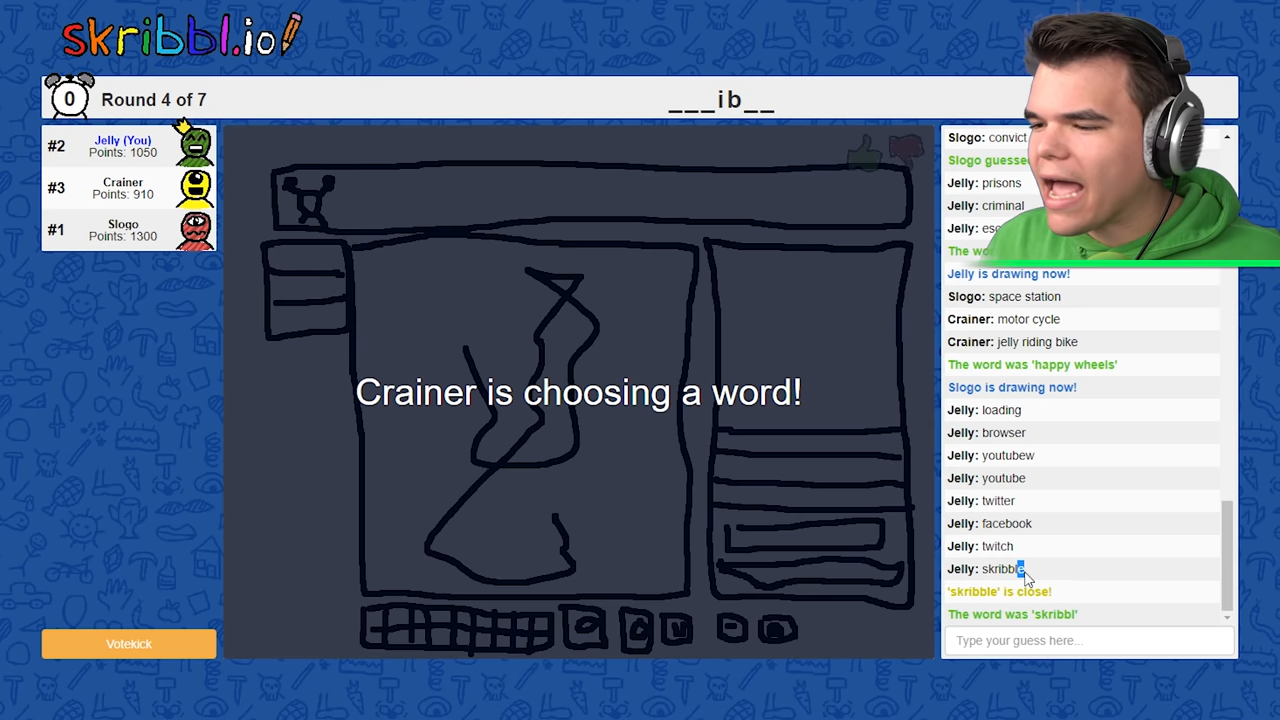 skribbl.io
0
Round 4 of 7
___ib__
#2
Jelly (You)
Points: 1050
#3
Crainer
Points: 910
#1
Slogo
Points: 1300
Votekick
Crainer is choosing a word!
Slogo: convict
Slogo guessed
Jelly: prisons
Jelly: criminal
Jelly:
The
Jelly is drawing now!
Slogo: space station
Crainer: motor cycle
Crainer: jelly riding bike
The word was 'happy wheels'
Slogo is drawing now!
Jelly: loading
Jelly: browser
Jelly: youtubew
Jelly: youtube
Jelly: twitter
Jelly: facebook
Jelly: twitch
Jelly: skribble
'skribble' is close!
The word was 'skribbl'
Type your guess here...